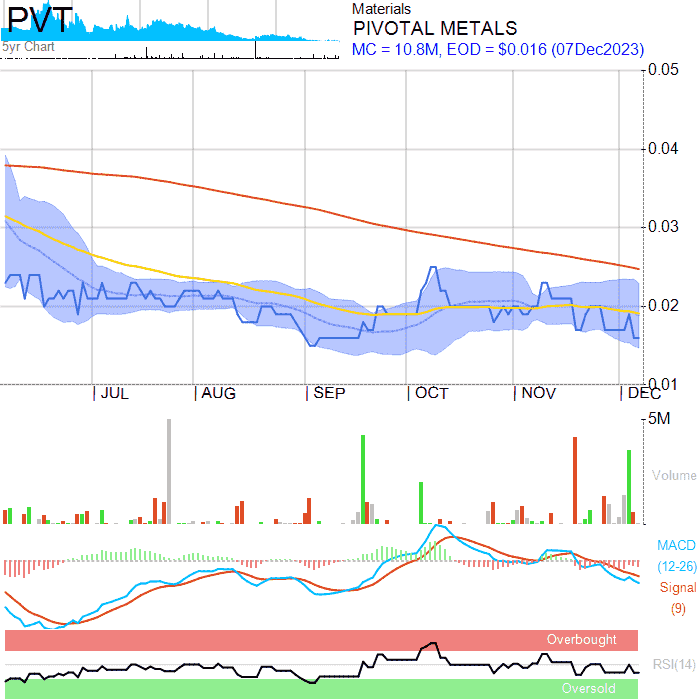 PVT
5yr Chart
Materials
PIVOTAL METALS
MC = 10.8M, EOD = $0.016 (07Dec2023)
0.05
0.04
0.03
0.02
0.01
JUL AUG SEP OCT NOV DEC
5M
Volume
MACD
(12-26)
Signal
(9)
Overbought
RSI(14)
Oversold